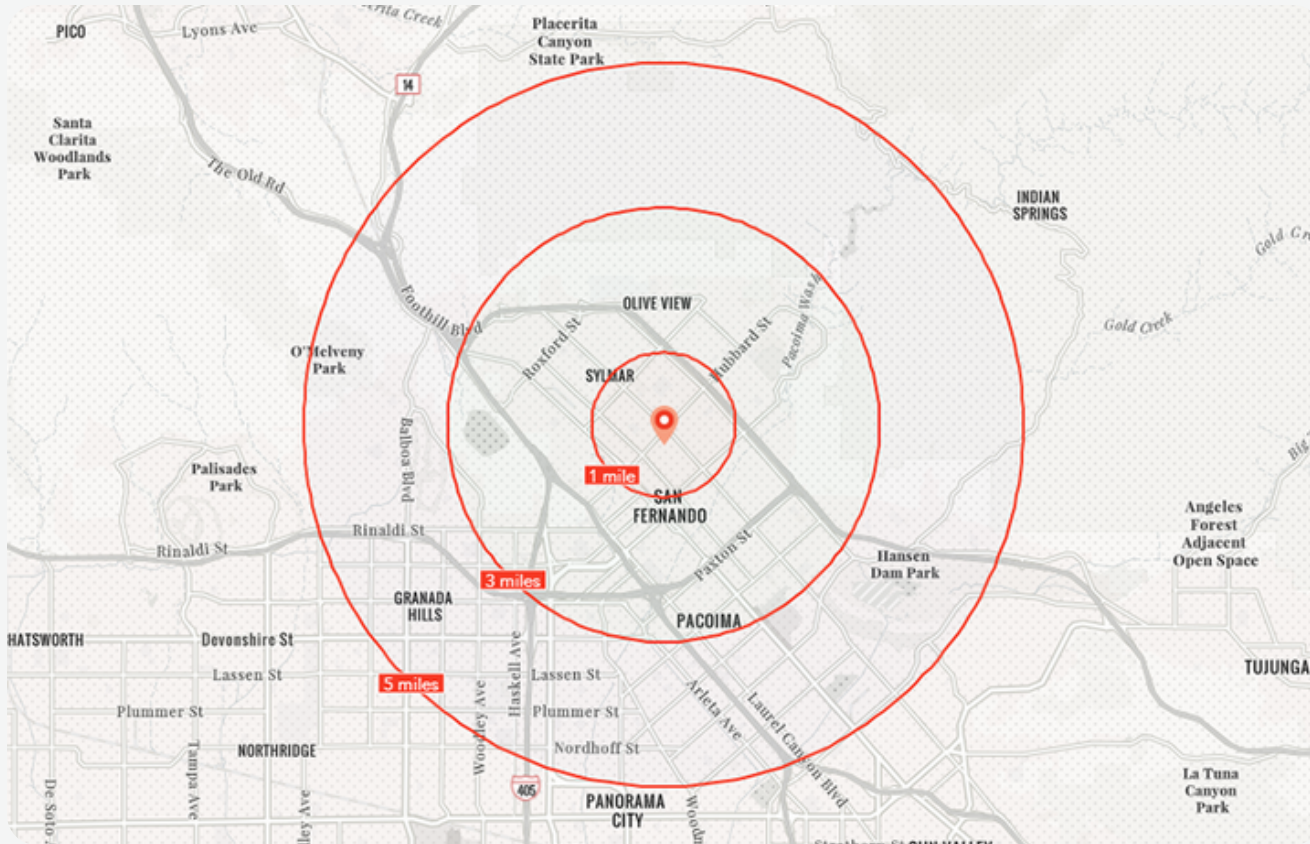 PICO
Lyons Ave
Placerita
Canyon
State Park
14
Santa
Clarita
Woodlands
Park
The Old Rd
INDIAN
SPRINGS
Gold Creek
Foothill Blvd
OLIVE VIEW
Pacoima Wash
Roxford St
Hubbard St
O'Melveny
Park
SYLMAR
Balboa Blvd
1 mile
SAN
FERNANDO
Palisades
Park
Rinaldi St
Rinaldi St
Paxton St
Angeles
Forest
Adjacent
Open Space
Hansen
Dam Park
3 miles
GRANADA
HILLS
PACOIMA
HATSWORTH
Devonshire St
Haskell Ave
Lassen St
Lassen St
TUJUNGA
5 miles
Plummer St
Plummer St
Arleta Ave
Laurel Canyon Blvd
Woodley Ave
NORTHRIDGE
Nordhoff St
Tampa Ave
De Soto
405
PANORAMA
CITY
La Tuna
Canyon
Park